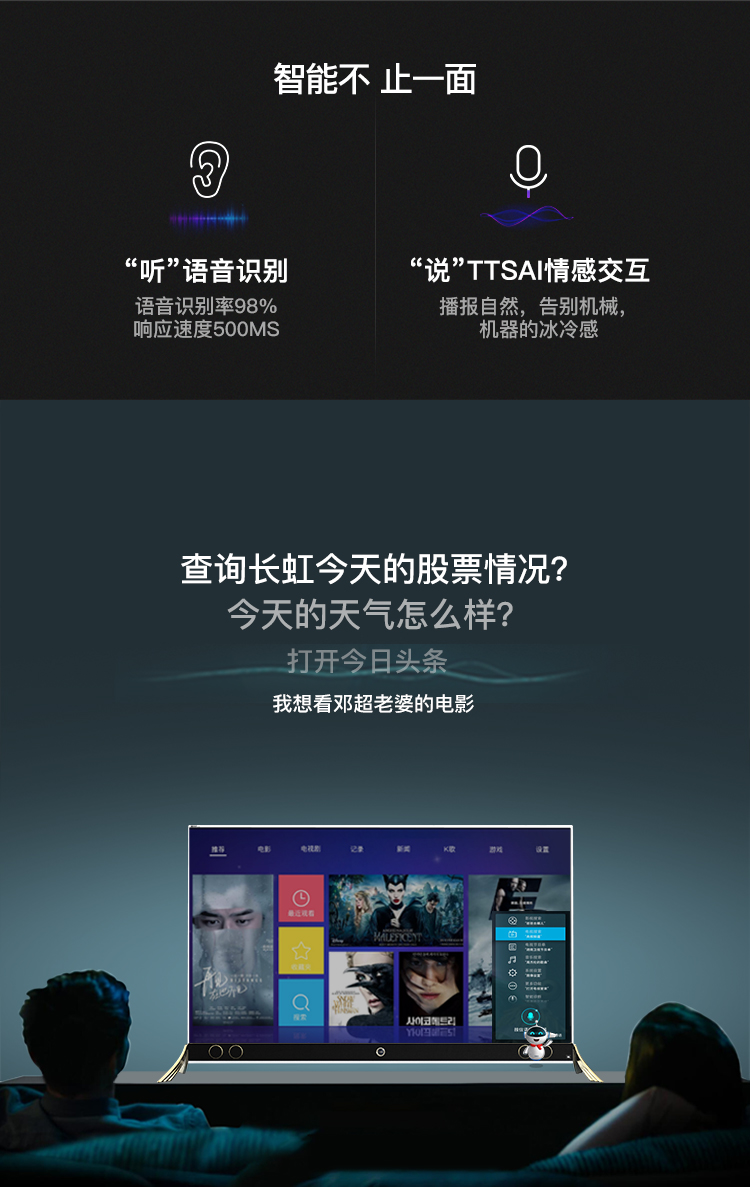 智能不 止一面
“听”语音识别
语音识别率98%
响应速度500MS
“说”TTSAI情感交互
播报自然，告别机械，
机器的冰冷感
查询长虹今天的股票情况？
今天的天气怎么样？
打开今日头条
我想看邓超老婆的电影
推荐 电影 电视剧 记录 新闻 K歌 游戏 设置
最近观看
收藏夹
搜索
MALEFICENT
사이코메트리